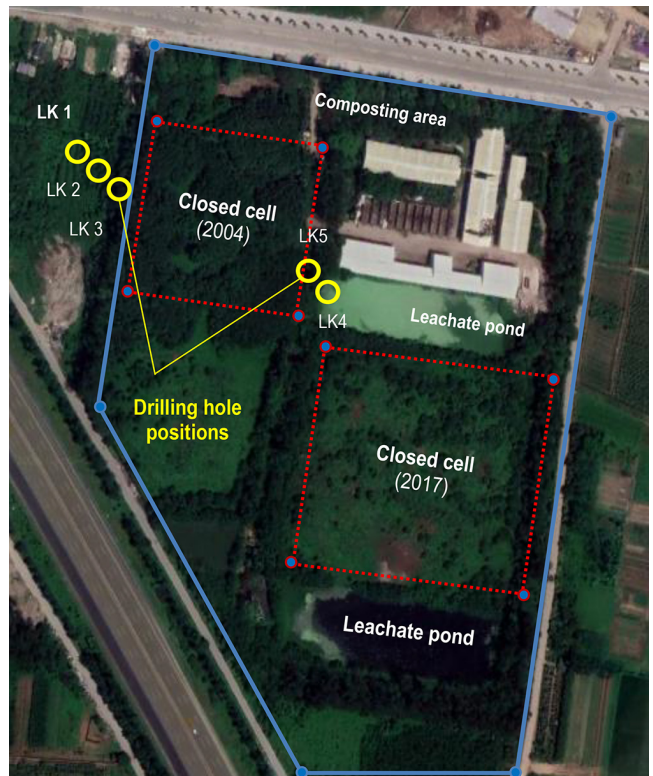 Composting area
LK 1
LK 2
LK 3
Closed cell
(2004)
LK5
LK4
Leachate pond
Drilling hole
positions
Closed cell
(2017)
Leachate pond